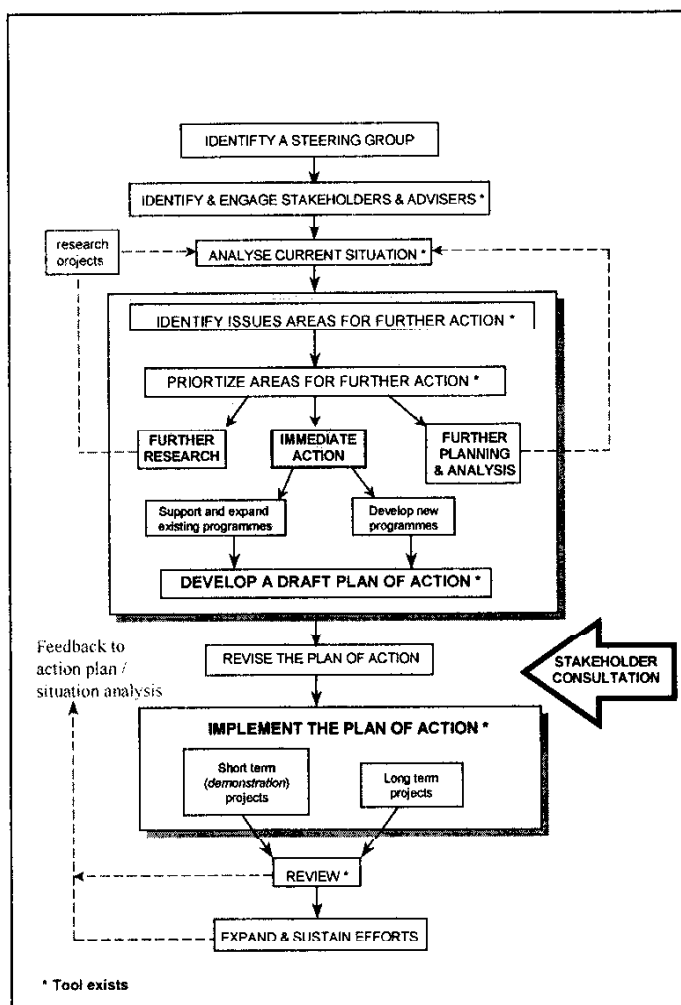 IDENTIFTY A STEERING GROUP
IDENTIFY & ENGAGE STAKEHOLDERS & ADVISERS *
research
orojects
ANALYSE CURRENT SITUATION *
IDENTIFY ISSUES AREAS FOR FURTHER ACTION *
PRIORTIZE AREAS FOR FURTHER ACTION *
FURTHER
RESEARCH
IMMEDIATE
ACTION
FURTHER
PLANNING
& ANALYSIS
Support and expand
existing programmes
Develop new
programmes
DEVELOP A DRAFT PLAN OF ACTION *
Feedback to
action plan /
situation analysis
REVISE THE PLAN OF ACTION
STAKEHOLDER
CONSULTATION
IMPLEMENT THE PLAN OF ACTION *
Short term
(demonstration)
projects
Long term
projects
REVIEW *
EXPAND & SUSTAIN EFFORTS
* Tool exists